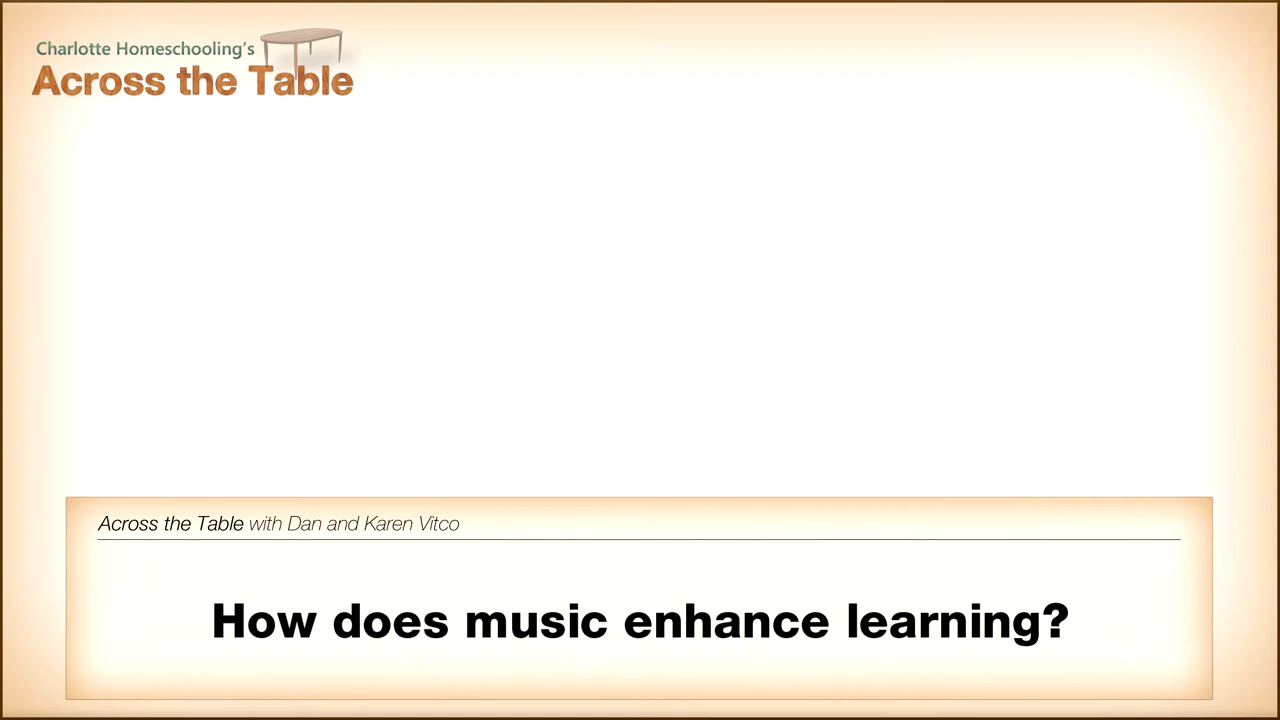 Charlotte Homeschooling's
Across the Table
Across the Table with Dan and Karen Vitco
How does music enhance learning?